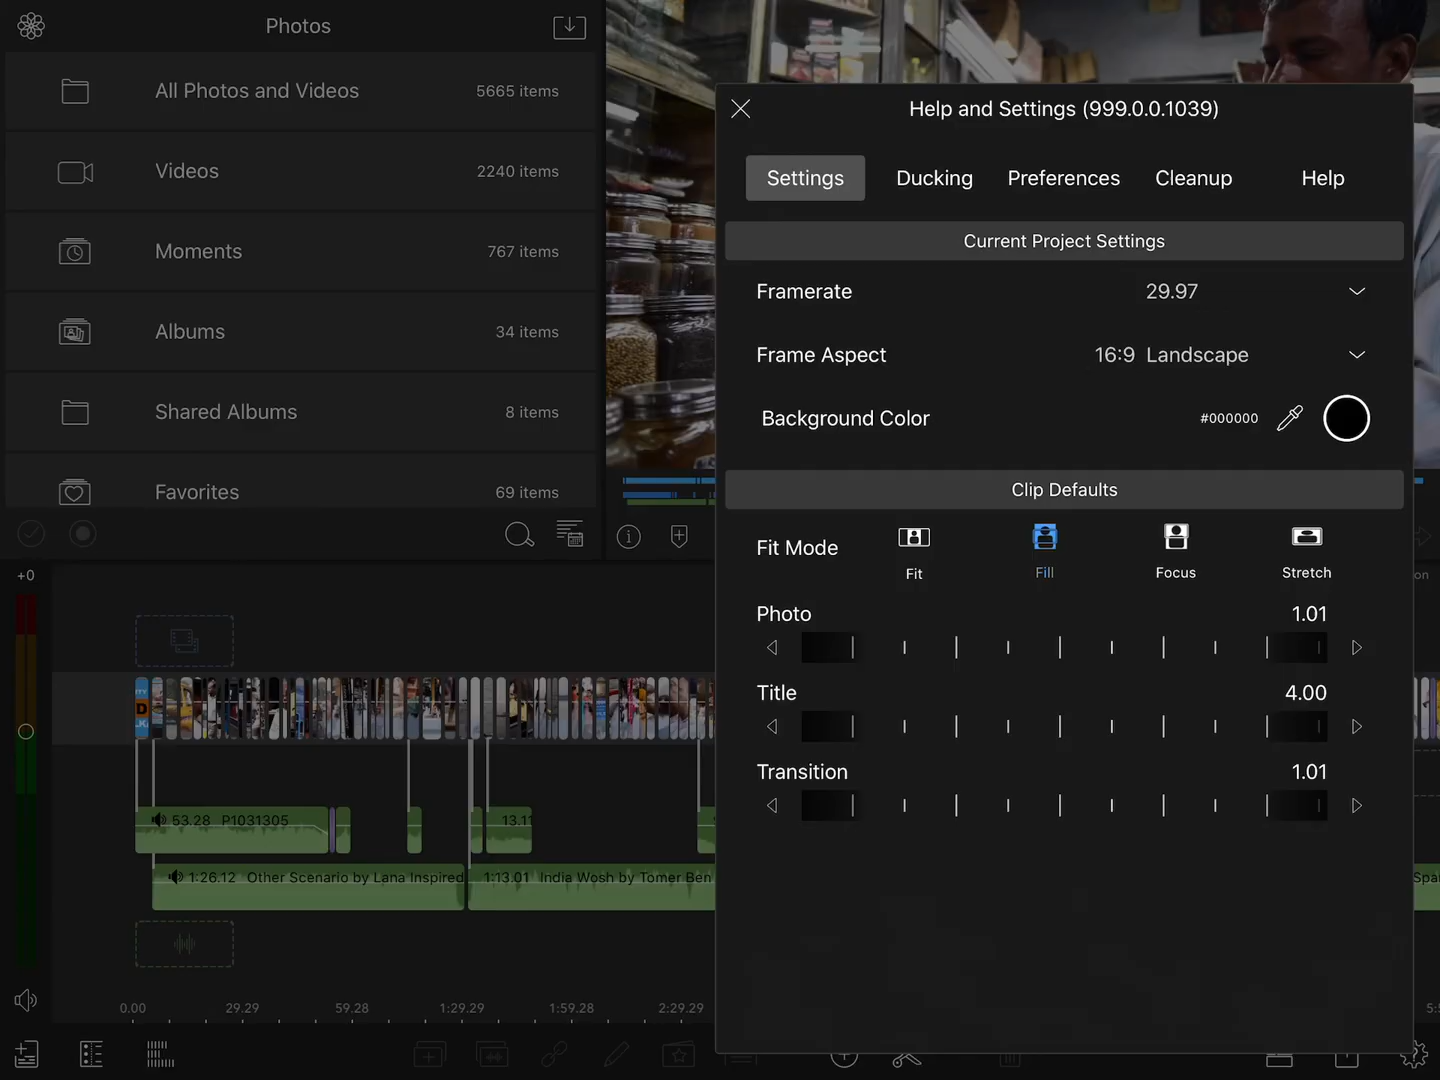 Photos
All Photos and Videos 5665 items
Videos 2240 items
Moments 767 items
Albums 34 items
Shared Albums 8 items
Favorites 69 items
Help and Settings (999.0.0.1039)
Settings Ducking Preferences Cleanup Help
Current Project Settings
Framerate 29.97
Frame Aspect 16:9 Landscape
Background Color #000000
Clip Defaults
Fit Mode Fit Fill Focus Stretch
Photo 1.01
Title 4.00
Transition 1.01
+0
53.28 P1031305
13.11
1:26.12 Other Scenario by Lana Inspired
1:13.01 India Wosh by Tomer Ben
Spar
0.00 29.29 59.28 1:29.29 1:59.28 2:29.29